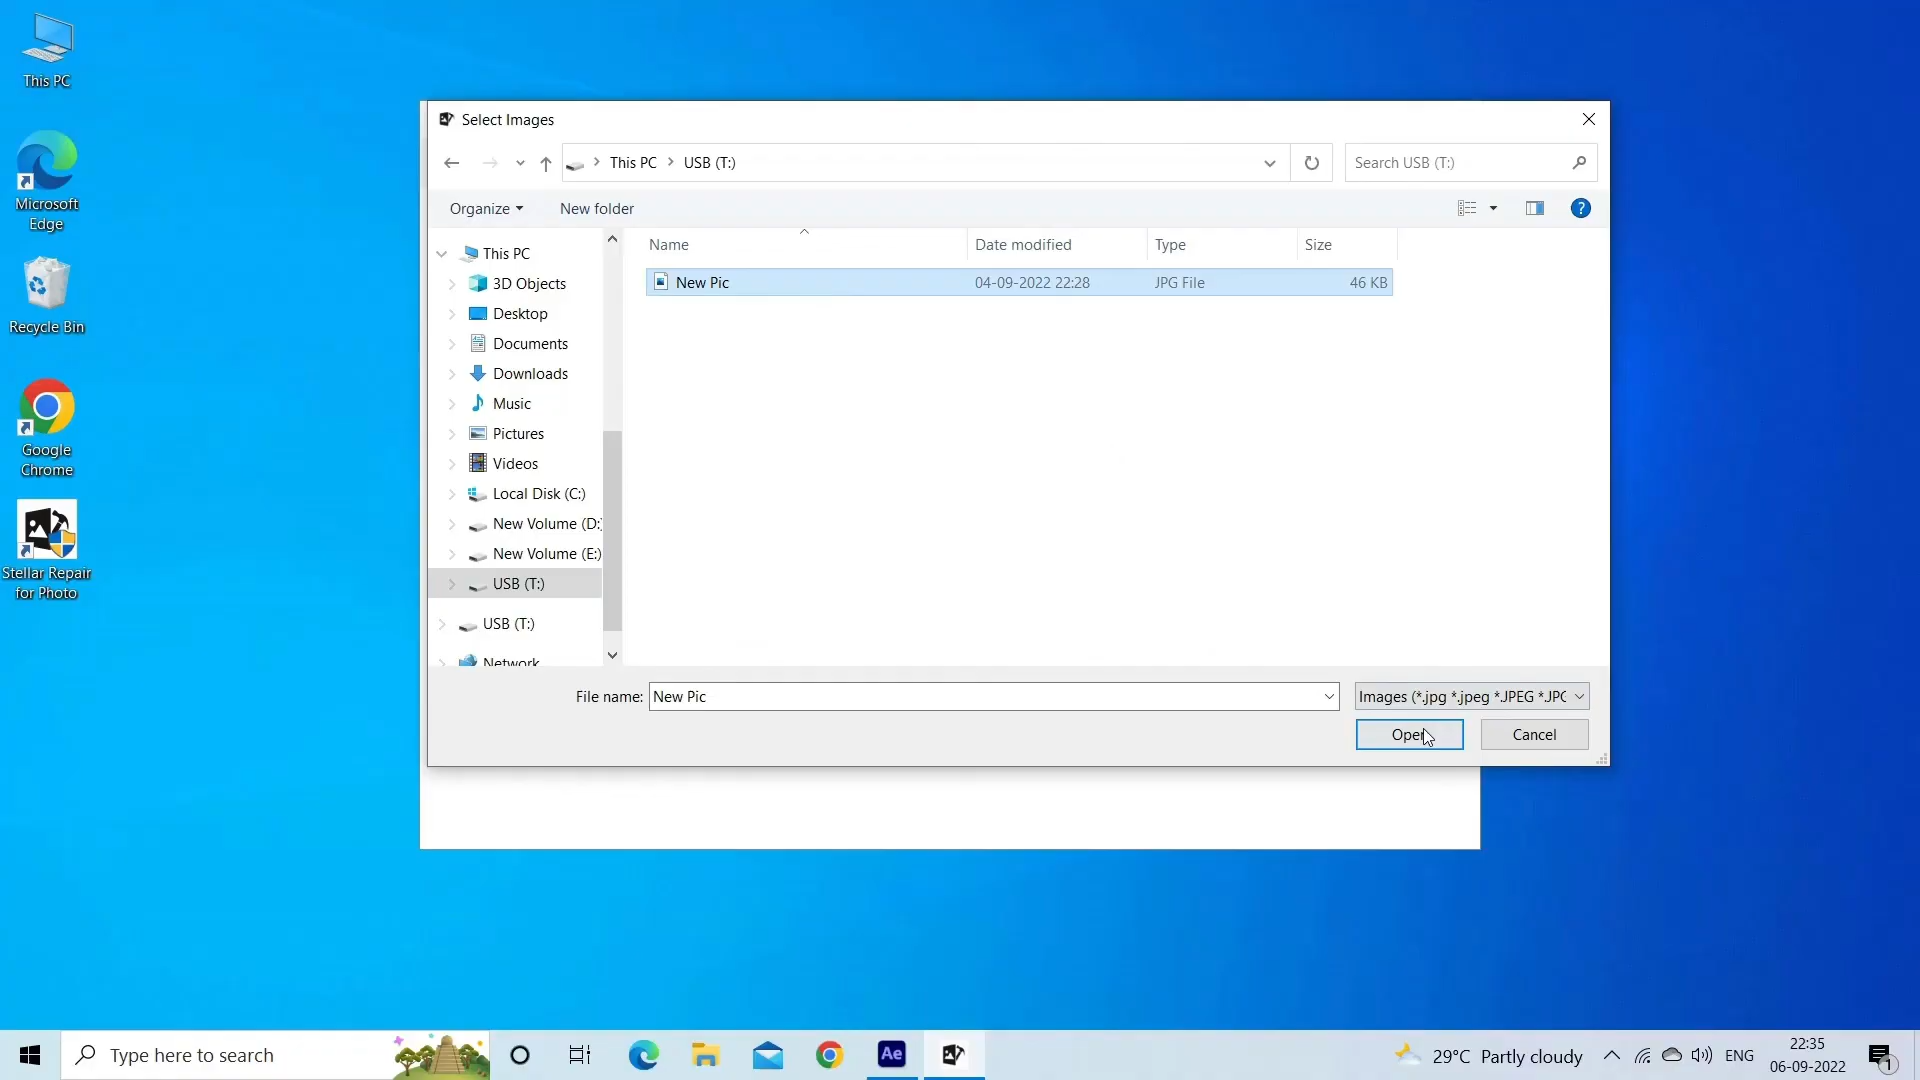 This PC
Microsoft
Edge
Recycle Bin
Google
Chrome
Stellar Repair
for Photo
Select Images
This PC
USB (T:)
Search USB (T:)
Organize
New folder
Name
Date modified
Type
Size
New Pic
04-09-2022 22:28
JPG File
46 KB
This PC
3D Objects
Desktop
Documents
Downloads
Music
Pictures
Videos
Local Disk (C:)
New Volume (D:)
New Volume (E:)
USB (T:)
USB (T:)
Network
File name:
New Pic
Images (*.jpg *.jpeg *.JPEG *.JPG
Open
Cancel
Type here to search
Ae
29°C Partly cloudy
ENG
22:35
06-09-2022
1